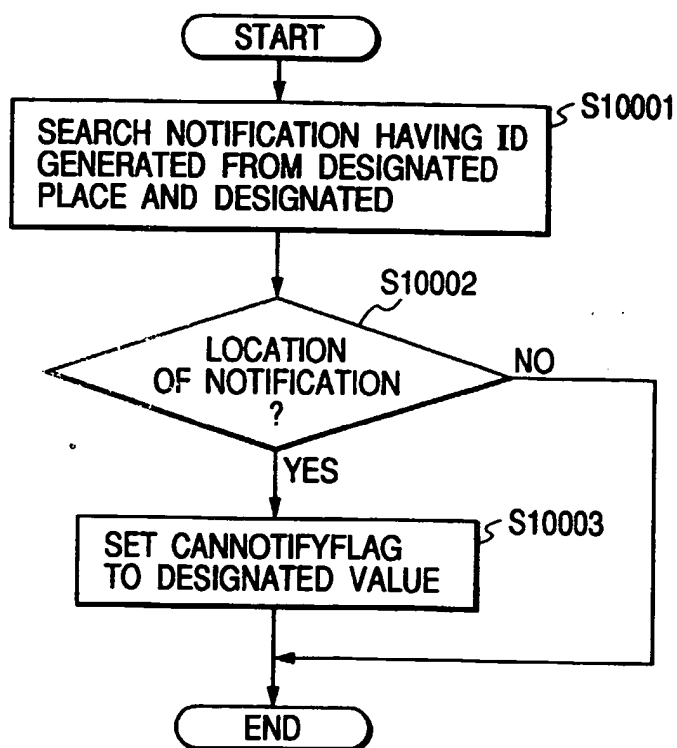 START
S10001
SEARCH NOTIFICATION HAVING ID
GENERATED FROM DESIGNATED
PLACE AND DESIGNATED
S10002
LOCATION
OF NOTIFICATION
?
NO
YES
S10003
SET CANNOTIFYFLAG
TO DESIGNATED VALUE
END